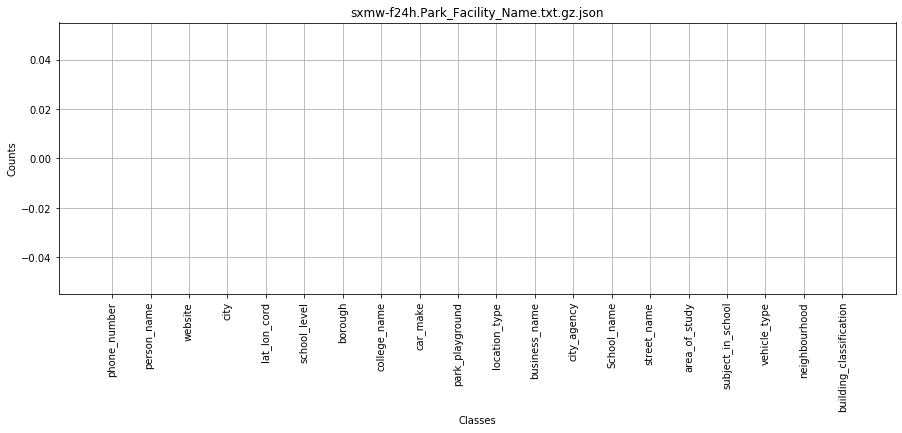 sxmw-f24h.Park_Facility_Name.txt.gz.json
0.04
0.02
0.00
−0.02
−0.04
Counts
phone_number
person_name
website
city
lat_lon_cord
school_level
borough
college_name
car_make
park_playground
location_type
business_name
city_agency
School_name
street_name
area_of_study
subject_in_school
vehicle_type
neighbourhood
building_classification
Classes